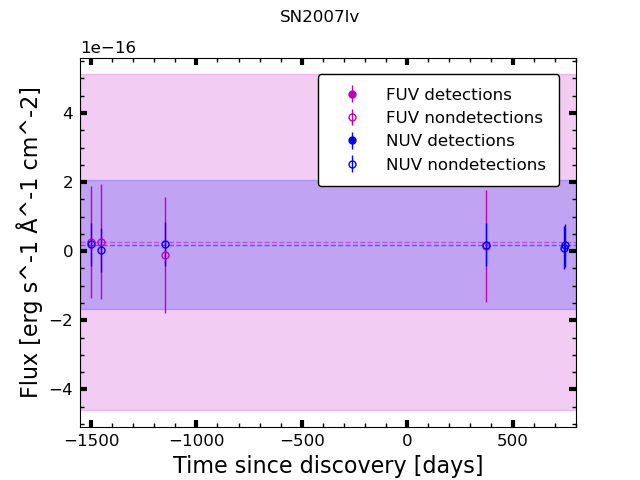 SN2007lv
1e−16
Flux [erg s^-1 Å^-1 cm^-2]
4
2
0
−2
−4
FUV detections
FUV nondetections
NUV detections
NUV nondetections
−1500
−1000
−500
0
500
Time since discovery [days]